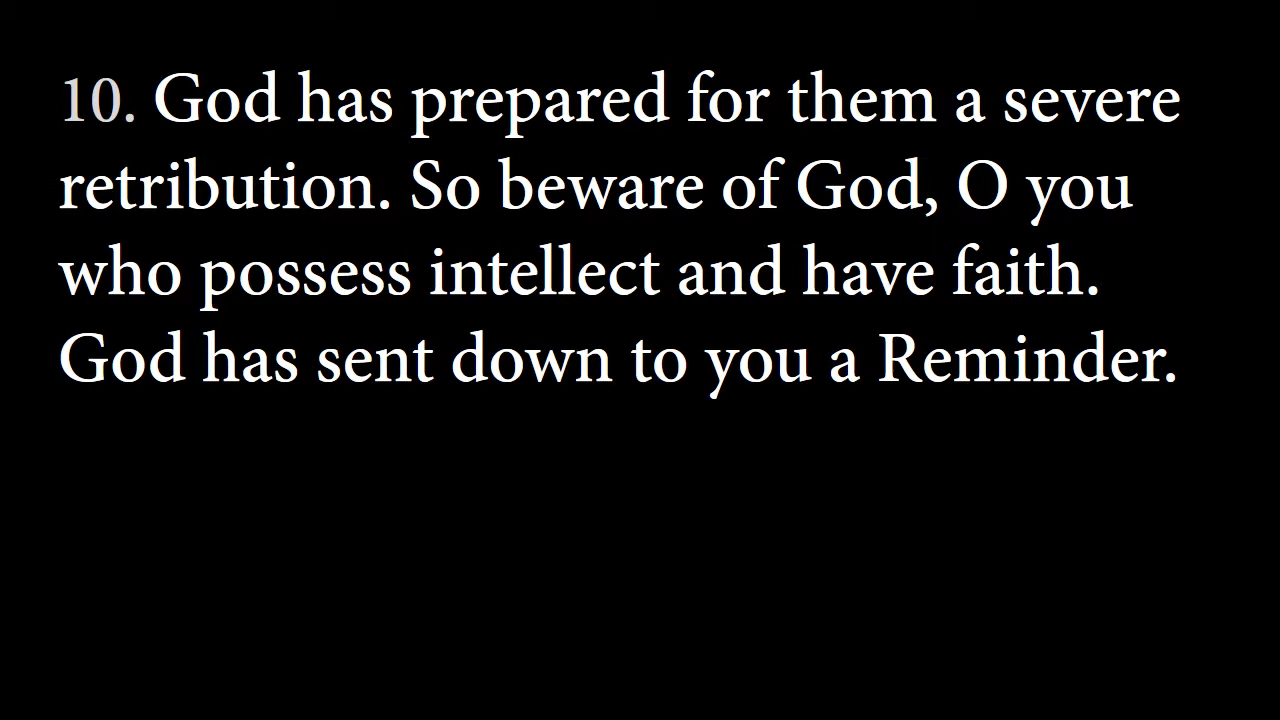 10. God has prepared for them a severe
retribution. So beware of God, O you
who possess intellect and have faith.
God has sent down to you a Reminder.